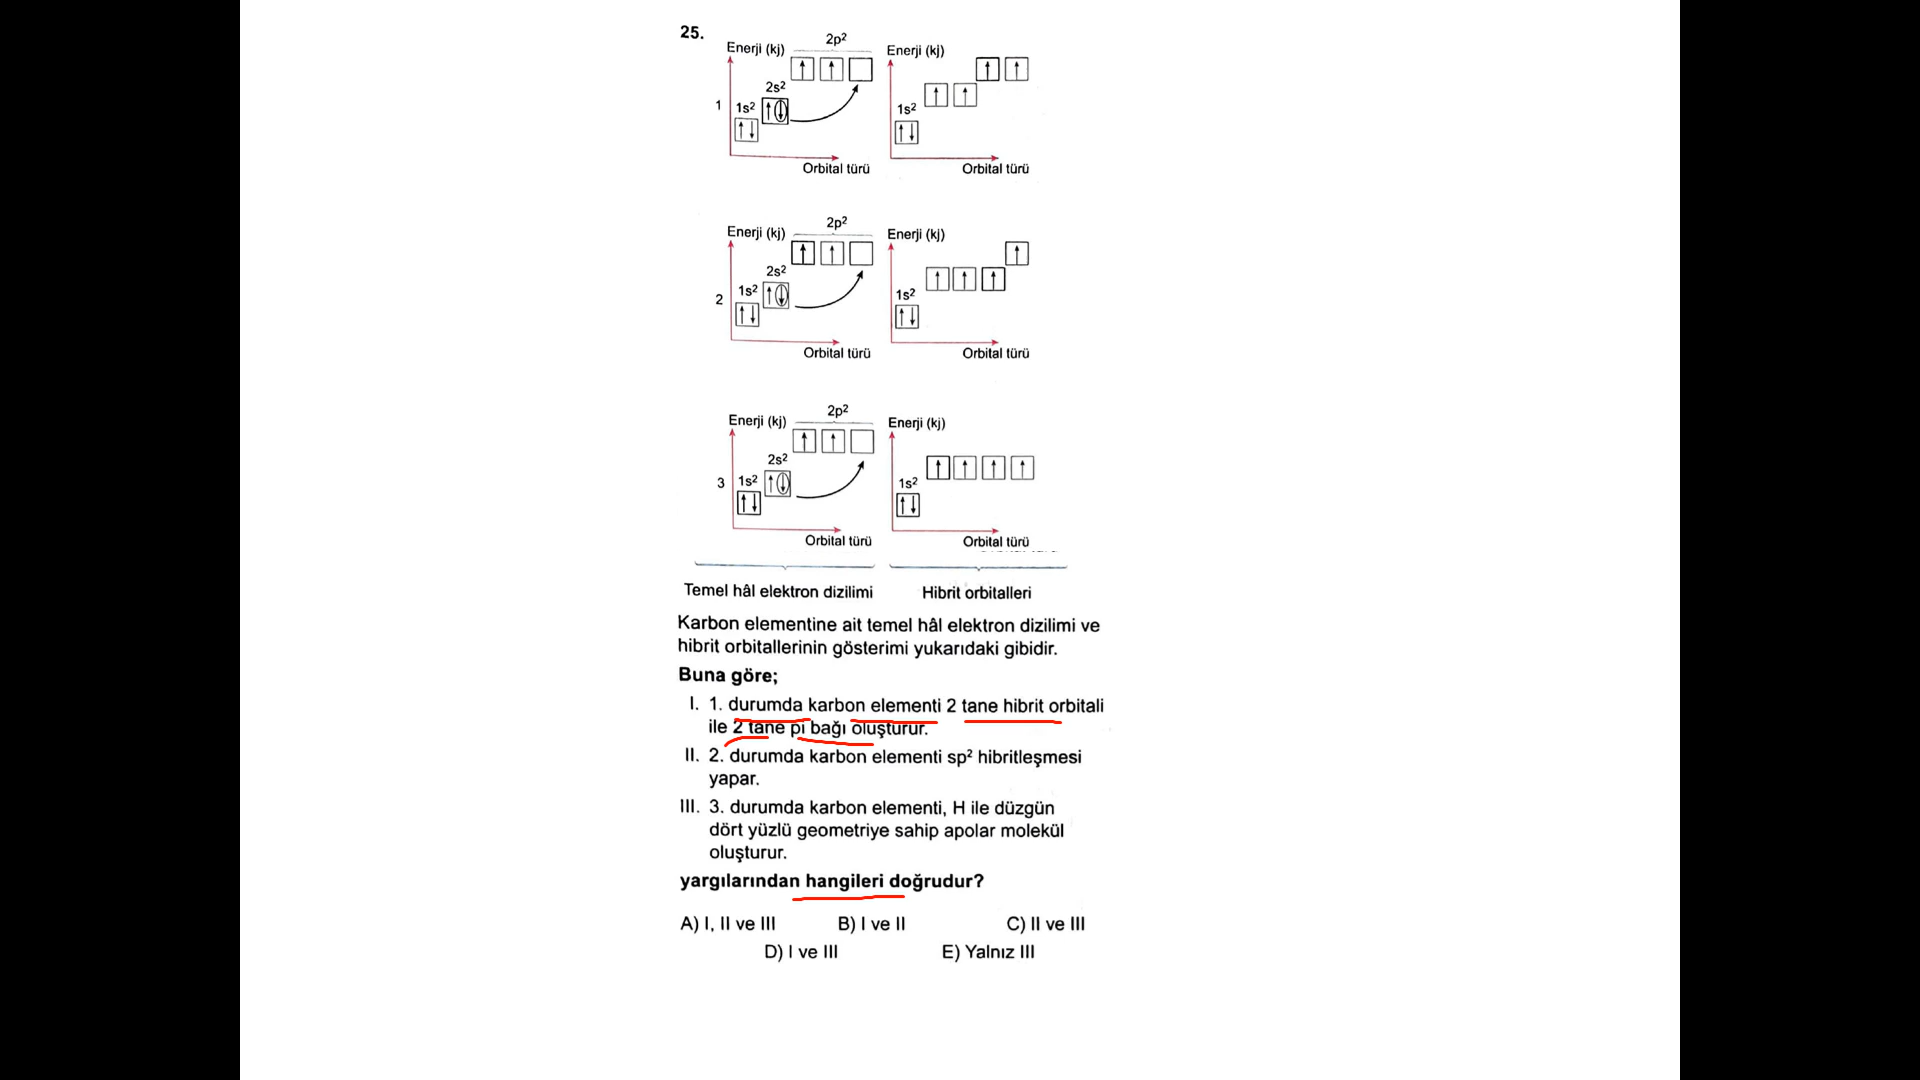 25.
Enerji (kj) 2p² Enerji (kj)
2s²
1 1s² 1s²
Orbital türü Orbital türü
2p²
Enerji (kj) Enerji (kj)
2s²
2 1s² 1s²
Orbital türü Orbital türü
2p²
Enerji (kj) Enerji (kj)
2s²
3 1s² 1s²
Orbital türü Orbital türü
Temel hâl elektron dizilimi Hibrit orbitalleri
Karbon elementine ait temel hâl elektron dizilimi ve
hibrit orbitallerinin gösterimi yukarıdaki gibidir.
Buna göre;
I. 1. durumda karbon elementi 2 tane hibrit orbitali
ile 2 tane pi bağı oluşturur.
II. 2. durumda karbon elementi sp² hibritleşmesi
yapar.
III. 3. durumda karbon elementi, H ile düzgün
dört yüzlü geometriye sahip apolar molekül
oluşturur.
yargılarından hangileri doğrudur?
A) I, II ve III B) I ve II C) II ve III
D) I ve III E) Yalnız III